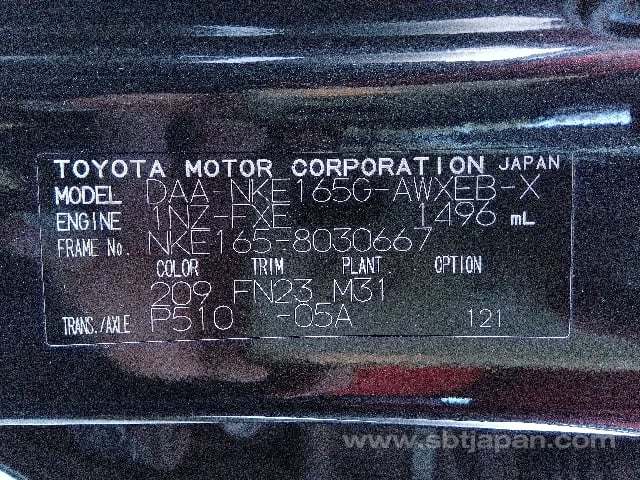 TOYOTA MOTOR CORPORATION JAPAN
MODEL DAA-NKE165G-AWXEB-X
ENGINE 1NZ-FXE 1496 mL
FRAME No. NKE165-8030667
COLOR TRIM PLANT OPTION
209 FN23 M31
TRANS./AXLE P510 -05A 121
www.sbtjapan.com